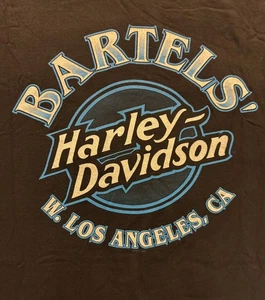 BARTELS'
Harley-
Davidson
W. LOS ANGELES, CA